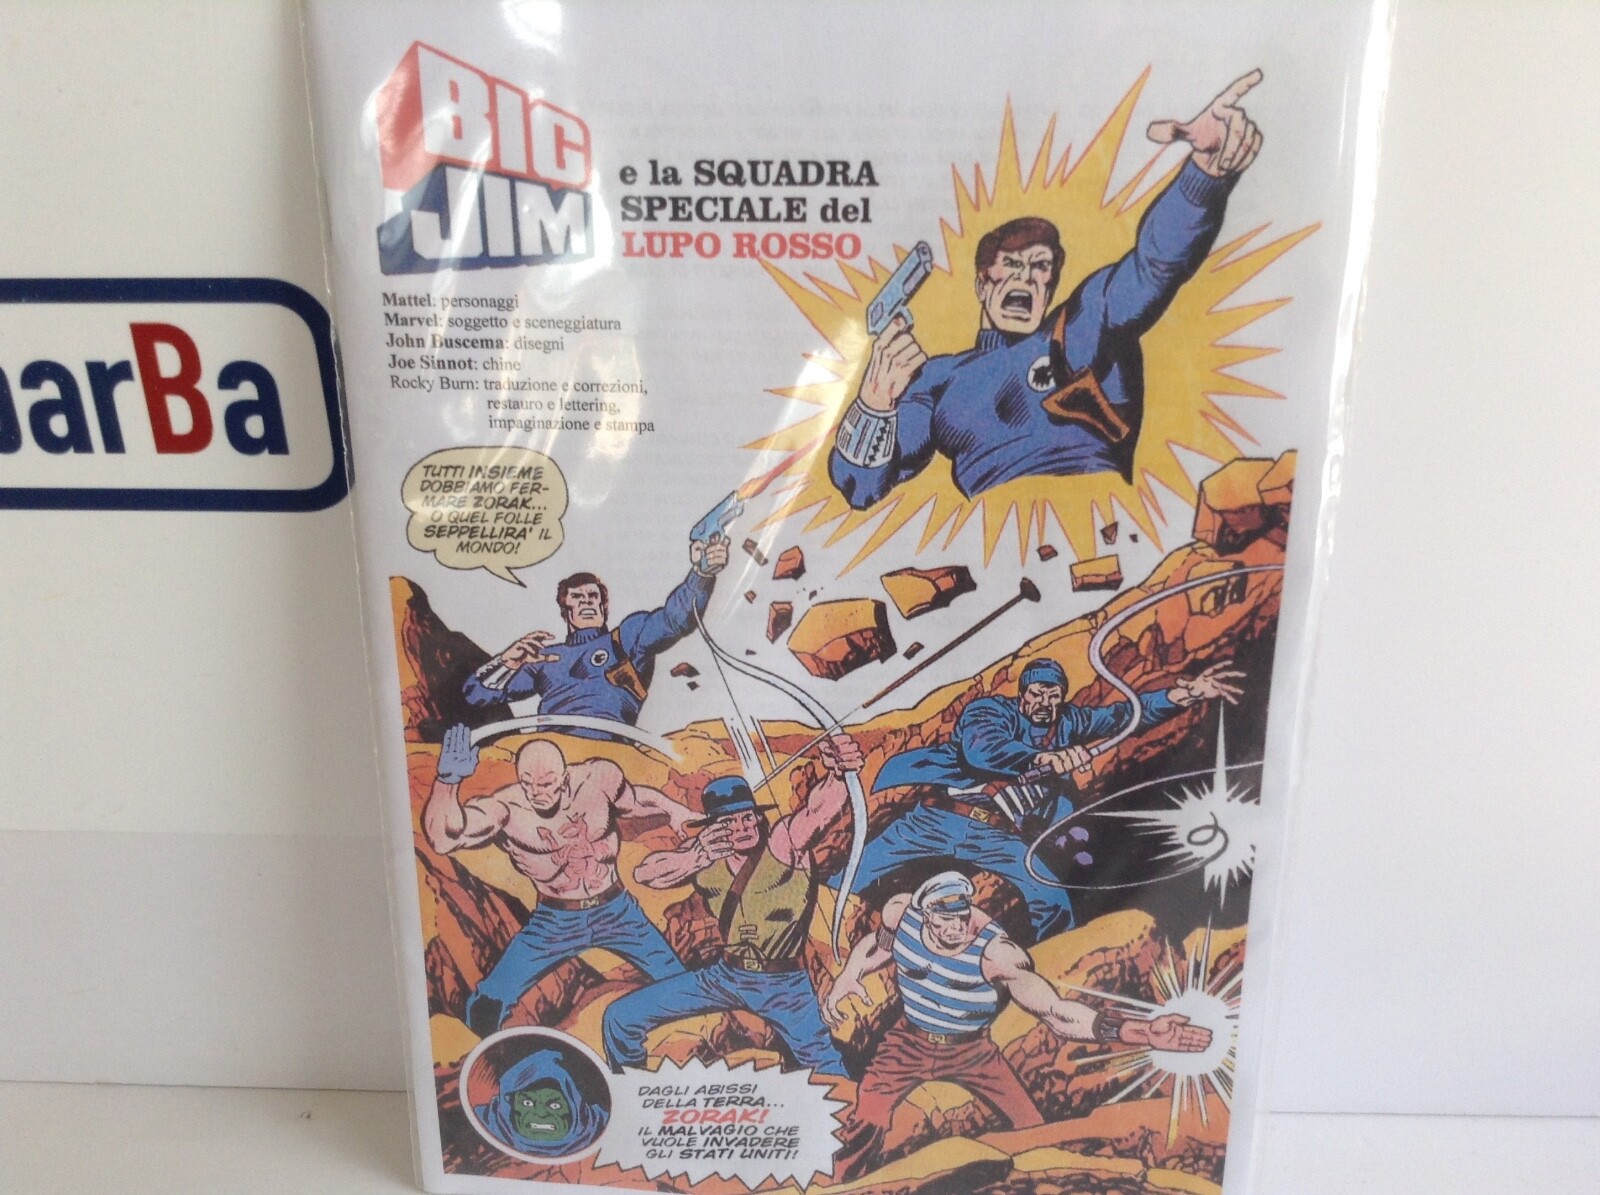 BIG
JIM
e la SQUADRA
SPECIALE del
LUPO ROSSO
Mattel: personaggi
Marvel: soggetto e sceneggiatura
John Buscema: disegni
Joe Sinnot: chine
Rocky Burn: traduzione e correzioni,
restauro e lettering,
impaginazione e stampa
arBa
TUTTI INSIEME
DOBBIAMO FER-
MARE ZORAK...
O QUEL FOLLE
SEPPELLIRA' IL
MONDO!
DAGLI ABISSI
DELLA TERRA...
ZORAK!
IL MALVAGIO CHE
VUOLE INVADERE
GLI STATI UNITI!